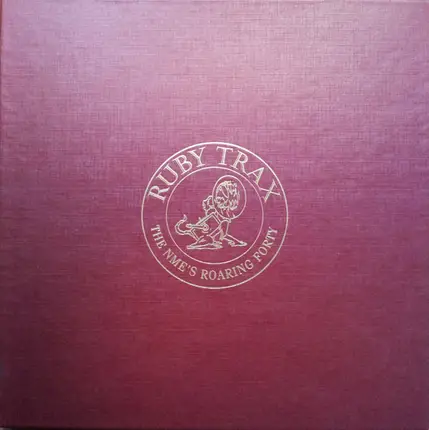 RUBY TRAX
THE NME'S ROARING FORTY